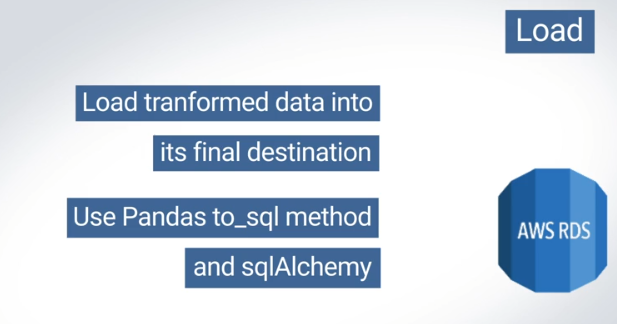 Load
Load tranformed data into
its final destination
Use Pandas to_sql method
and sqlAlchemy
AWS RDS